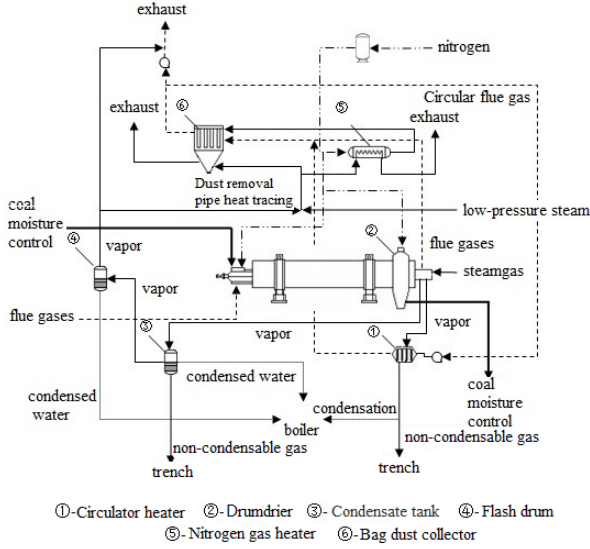 exhaust
nitrogen
Circular flue gas
exhaust
⑥
⑤
exhaust
Dust removal
pipe heat tracing
coal
moisture
control
low-pressure steam
②
flue gases
④
vapor
steamgas
vapor
flue gases
vapor
vapor
③
①
condensed water
condensed
water
condensation
coal
moisture
control
boiler
non-condensable gas
non-condensable gas
trench
trench
①-Circulator heater ②-Drumdrier ③-Condensate tank ④-Flash drum
⑤-Nitrogen gas heater ⑥-Bag dust collector